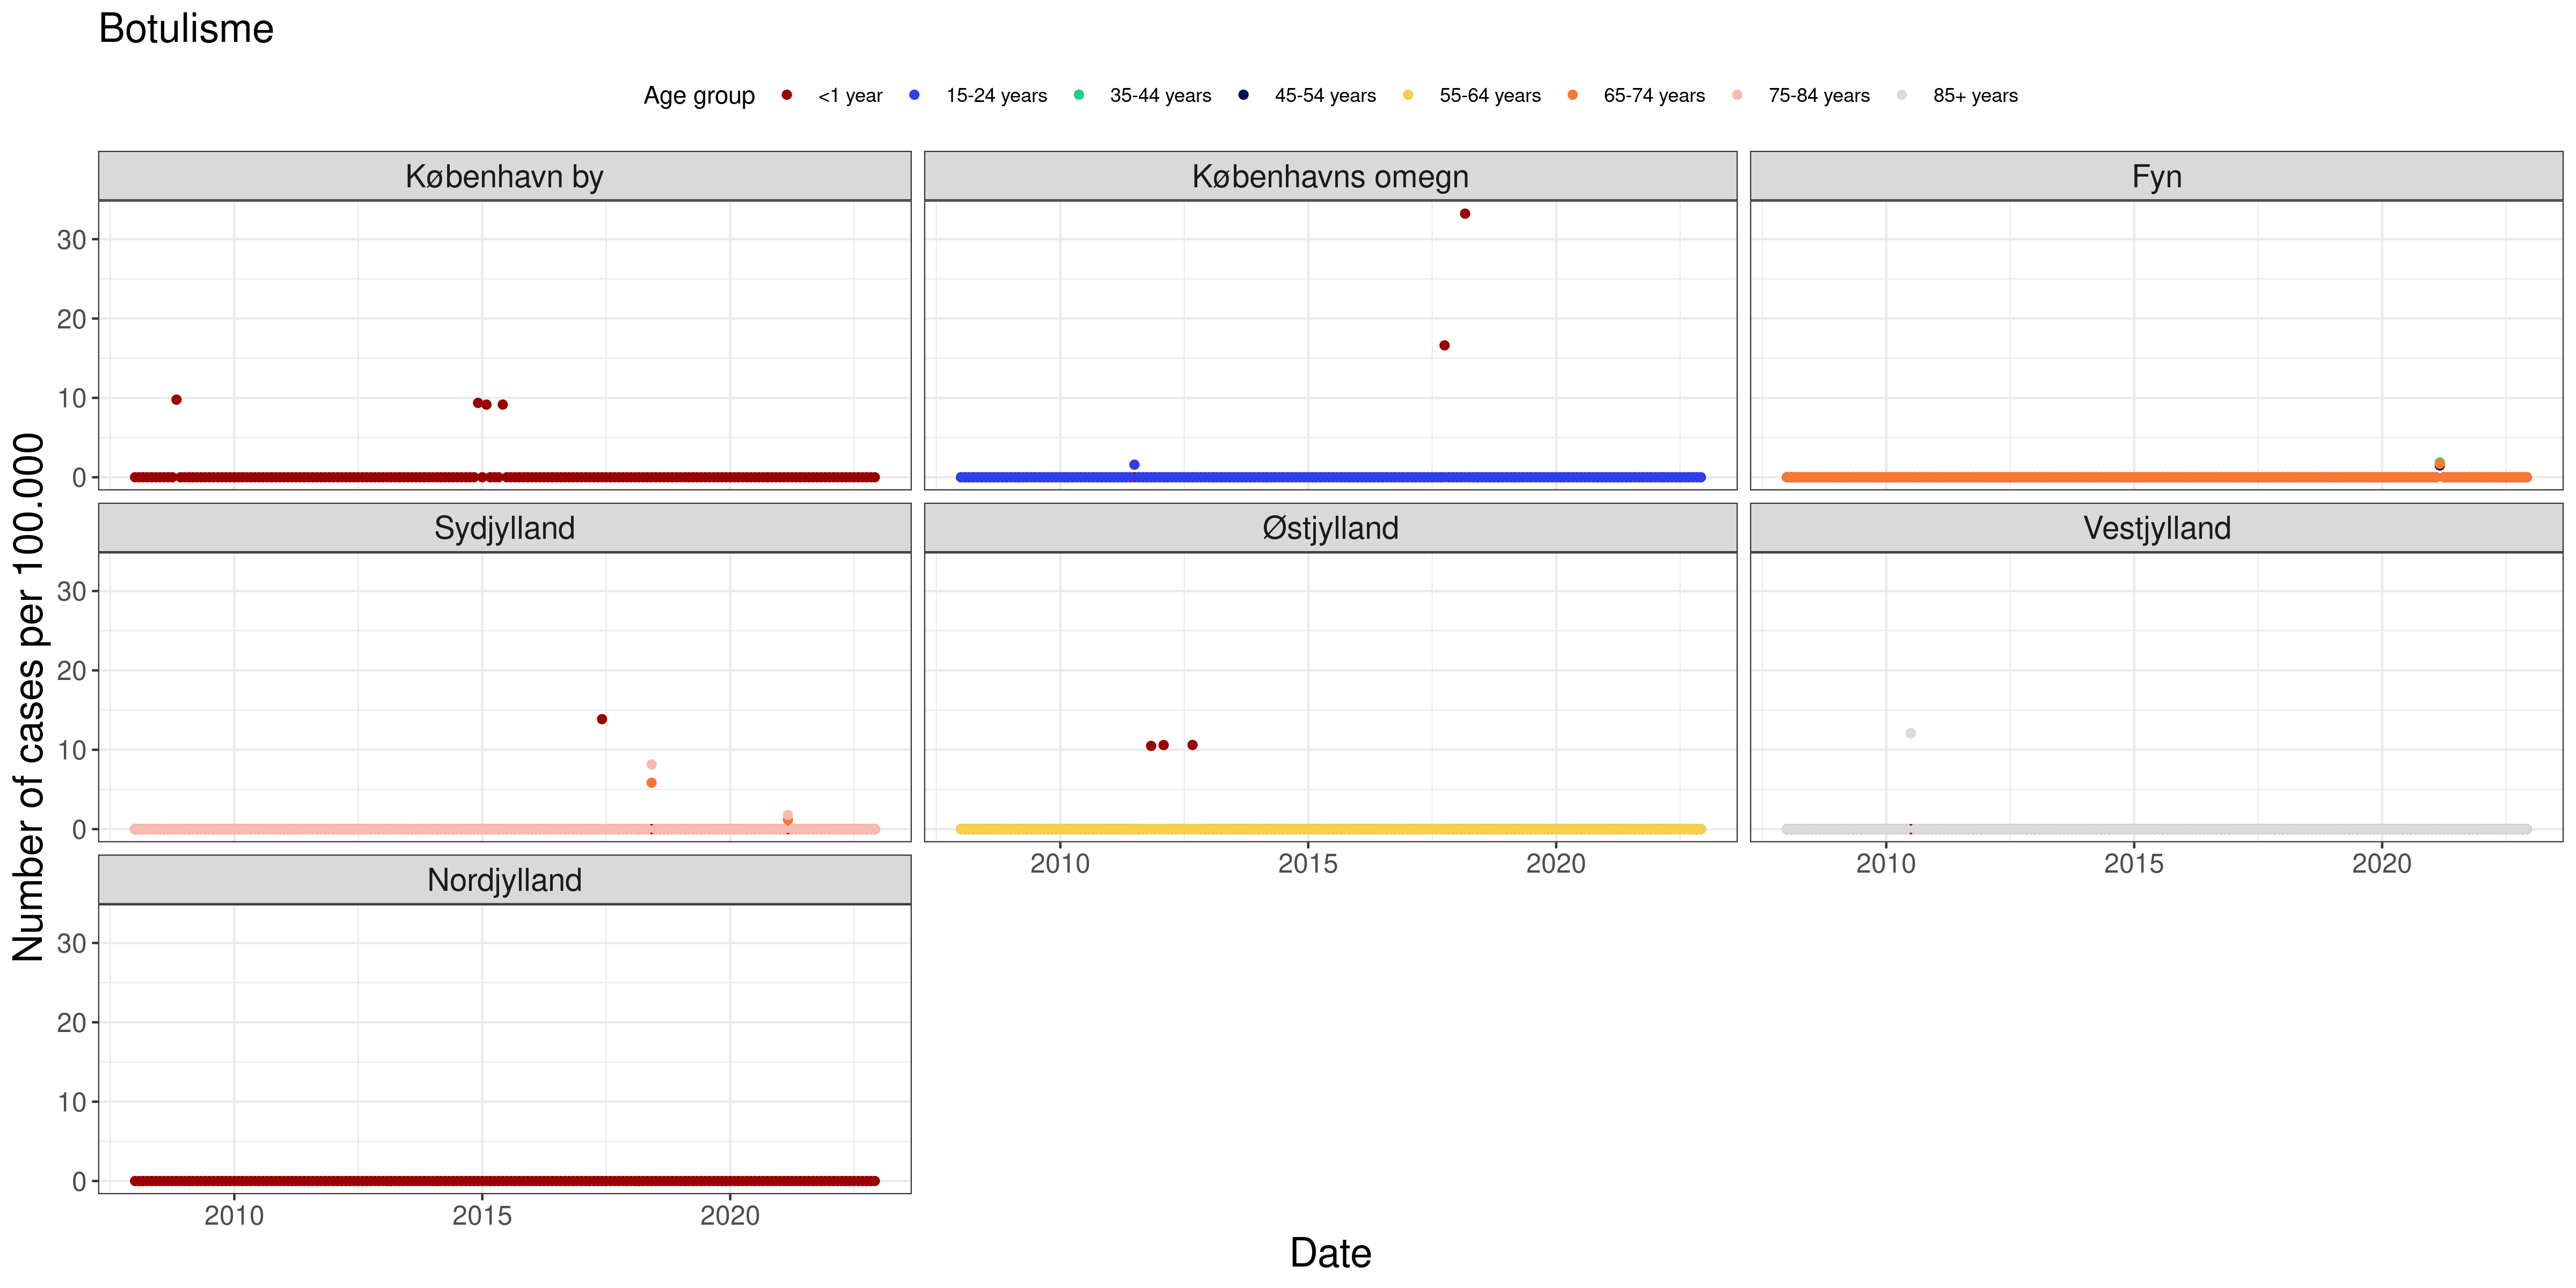 Botulisme
Age group <1 year 15-24 years 35-44 years 45-54 years 55-64 years 65-74 years 75-84 years 85+ years
København by Københavns omegn Fyn
30
20
10
0
Sydjylland Østjylland Vestjylland
30
20
10
0
2010 2015 2020 2010 2015 2020
Nordjylland
30
20
10
0
2010 2015 2020
Number of cases per 100.000
Date